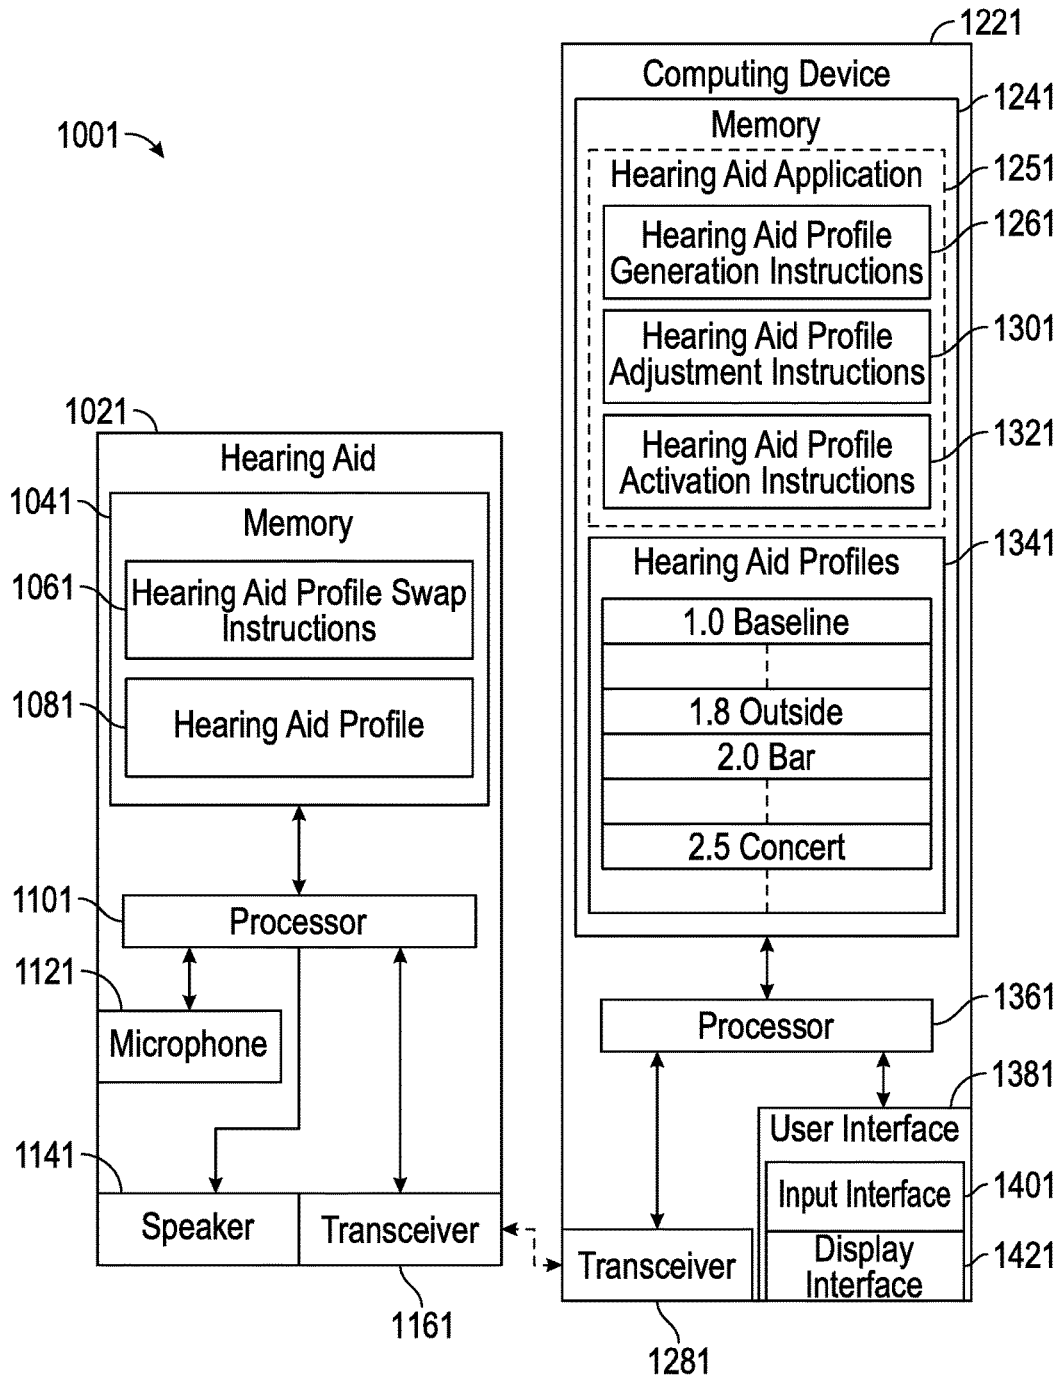 1001
1221
Computing Device
1241
Memory
1251
Hearing Aid Application
1261
Hearing Aid Profile
Generation Instructions
1301
Hearing Aid Profile
Adjustment Instructions
1321
Hearing Aid Profile
Activation Instructions
1341
Hearing Aid Profiles
1.0 Baseline
1.8 Outside
2.0 Bar
2.5 Concert
1361
Processor
1381
User Interface
1401
Input Interface
1421
Display
Interface
Transceiver
1281
1021
Hearing Aid
1041
Memory
1061
Hearing Aid Profile Swap
Instructions
1081
Hearing Aid Profile
1101
Processor
1121
Microphone
1141
Speaker
Transceiver
1161